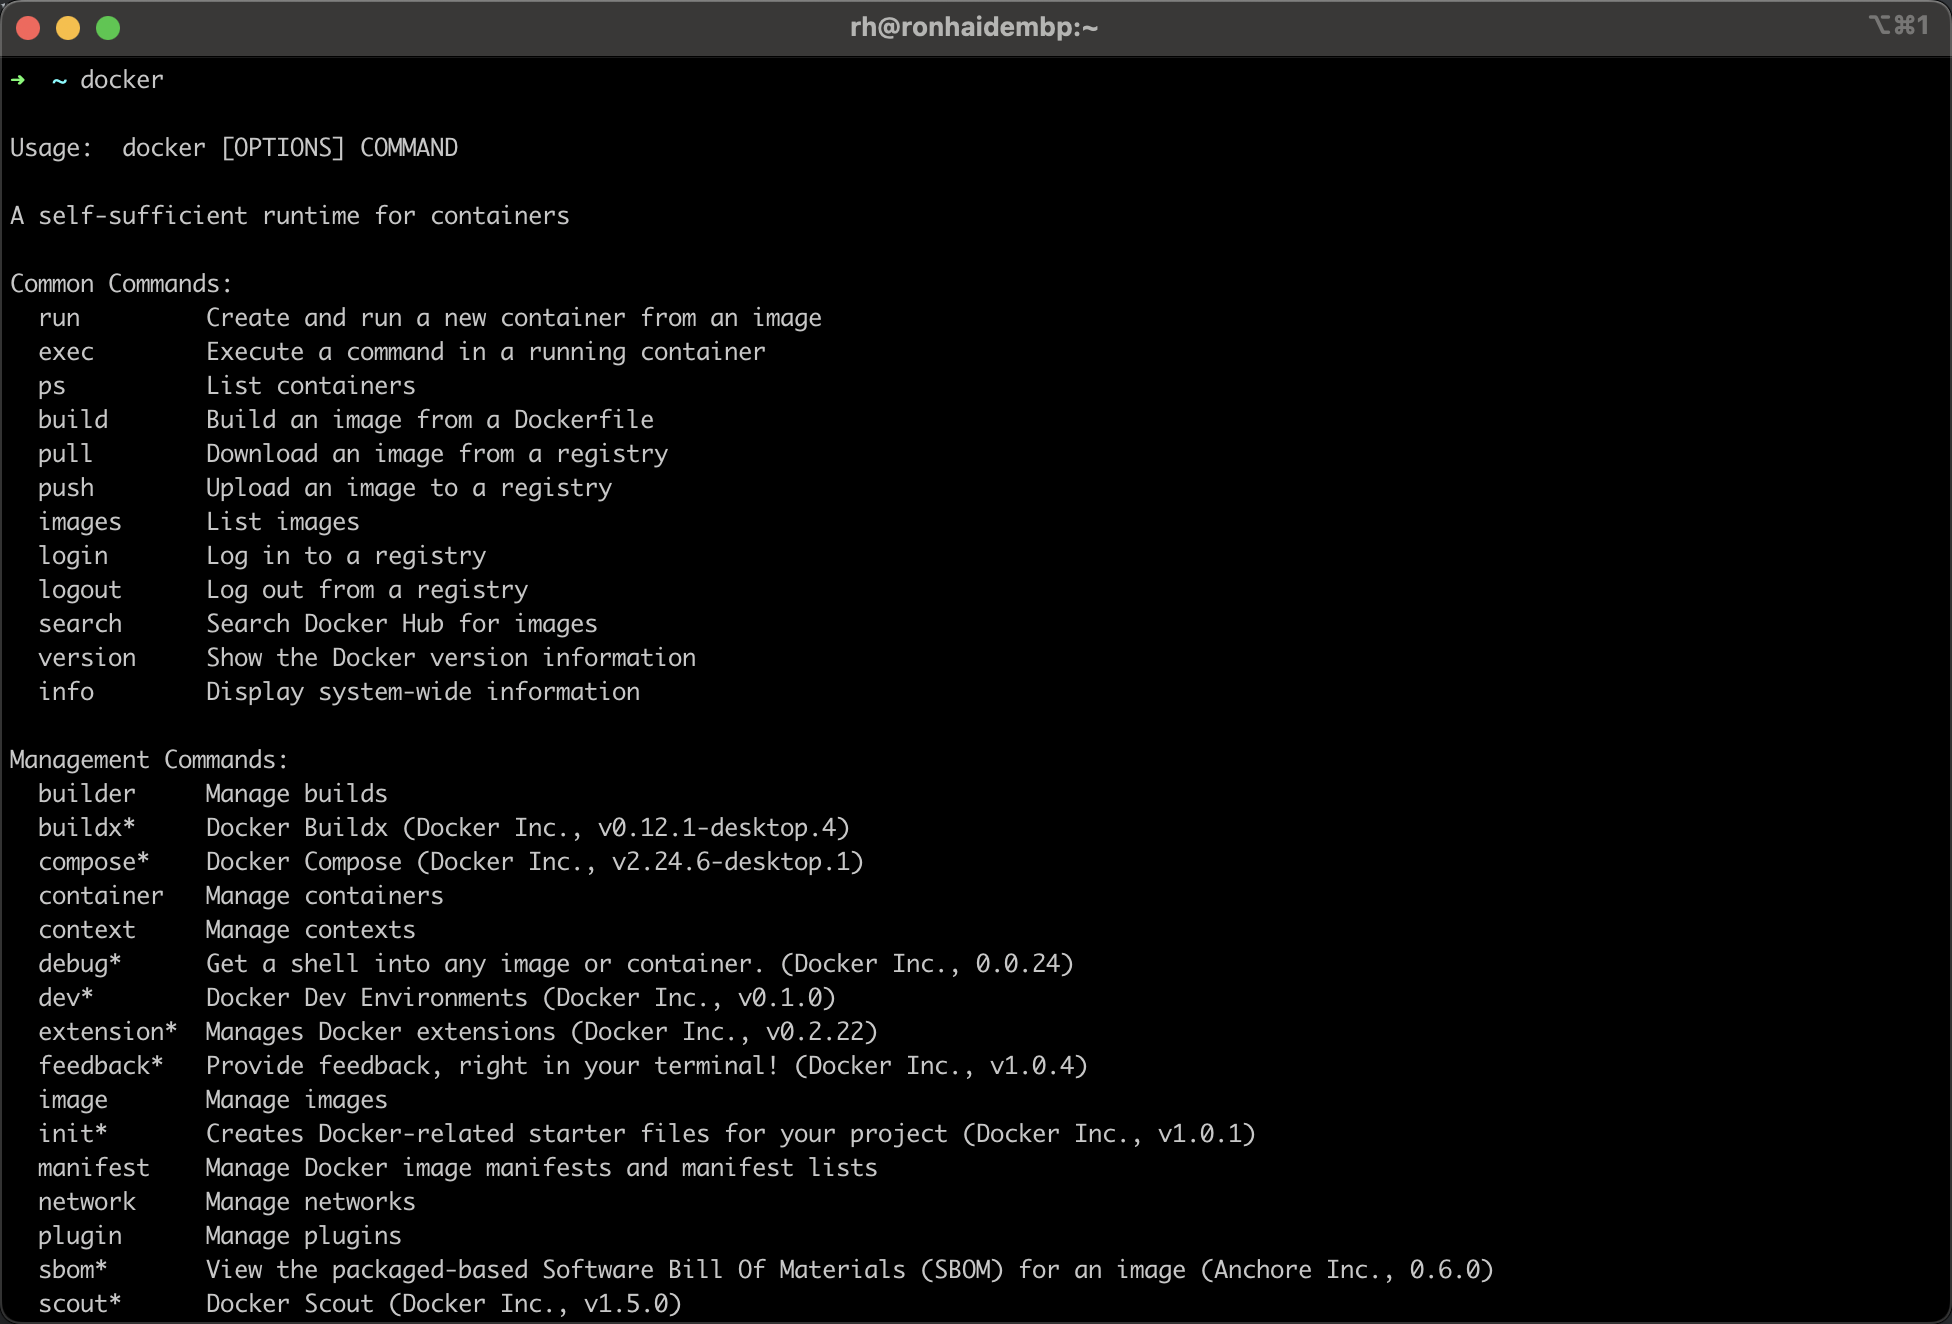 rh@ronhaidembp:~
⌥⌘1
➜  ~ docker
Usage:  docker [OPTIONS] COMMAND
A self-sufficient runtime for containers
Common Commands:
  run         Create and run a new container from an image
  exec        Execute a command in a running container
  ps          List containers
  build       Build an image from a Dockerfile
  pull        Download an image from a registry
  push        Upload an image to a registry
  images      List images
  login       Log in to a registry
  logout      Log out from a registry
  search      Search Docker Hub for images
  version     Show the Docker version information
  info        Display system-wide information
Management Commands:
  builder     Manage builds
  buildx*     Docker Buildx (Docker Inc., v0.12.1-desktop.4)
  compose*    Docker Compose (Docker Inc., v2.24.6-desktop.1)
  container   Manage containers
  context     Manage contexts
  debug*      Get a shell into any image or container. (Docker Inc., 0.0.24)
  dev*        Docker Dev Environments (Docker Inc., v0.1.0)
  extension*  Manages Docker extensions (Docker Inc., v0.2.22)
  feedback*   Provide feedback, right in your terminal! (Docker Inc., v1.0.4)
  image       Manage images
  init*       Creates Docker-related starter files for your project (Docker Inc., v1.0.1)
  manifest    Manage Docker image manifests and manifest lists
  network     Manage networks
  plugin      Manage plugins
  sbom*       View the packaged-based Software Bill Of Materials (SBOM) for an image (Anchore Inc., 0.6.0)
  scout*      Docker Scout (Docker Inc., v1.5.0)